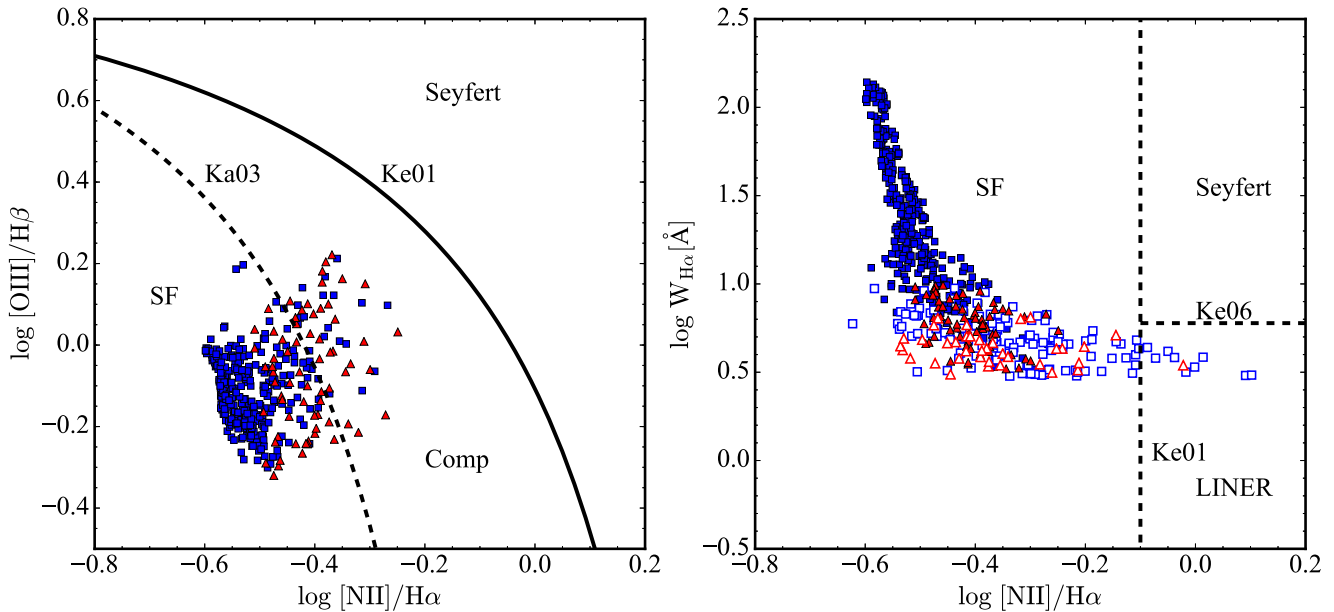 0.8
0.6
0.4
0.2
0.0
−0.2
−0.4
log [OIII]/Hβ
Seyfert
Ka03
Ke01
SF
Comp
−0.8 −0.6 −0.4 −0.2 0.0 0.2
log [NII]/Hα
2.5
2.0
1.5
1.0
0.5
0.0
−0.5
log W_Hα [Å]
SF
Seyfert
Ke06
Ke01
LINER
−0.8 −0.6 −0.4 −0.2 0.0 0.2
log [NII]/Hα